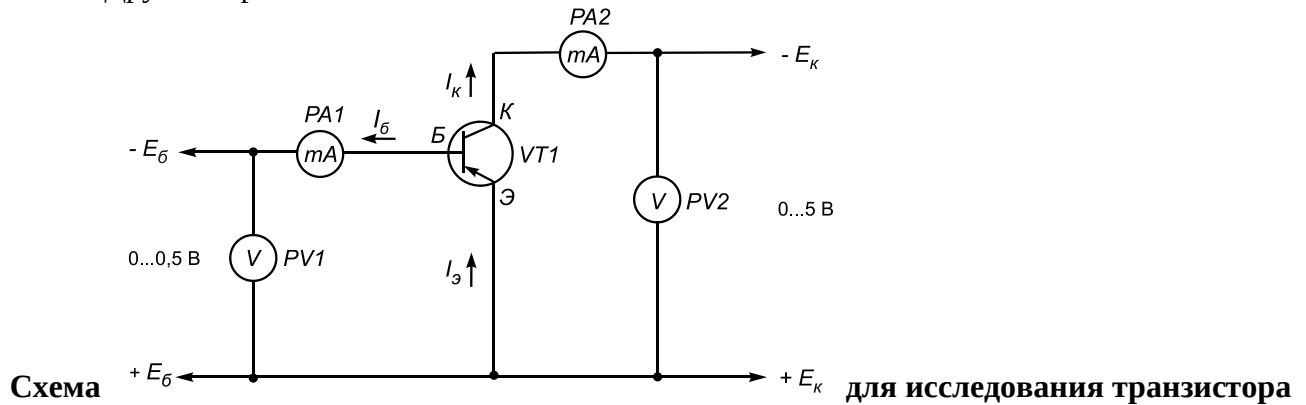 PA2
mA
- Eк
Iк
К
PA1
Iб
Б
- Eб
mA
VT1
Э
V
PV2
0...5 В
0...0,5 В
V
PV1
Iэ
Схема
+ Eб
+ Eк
для исследования транзистора